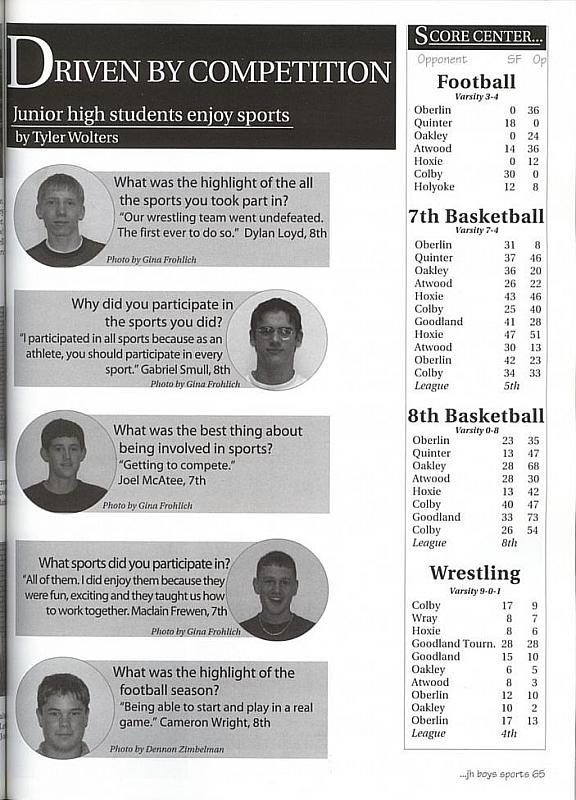 DRIVEN BY COMPETITION
Junior high students enjoy sports
by Tyler Wolters
What was the highlight of the all
the sports you took part in?
"Our wrestling team went undefeated.
The first ever to do so." Dylan Loyd, 8th
Photo by Gina Frohlich
Why did you participate in
the sports you did?
"I participated in all sports because as an
athlete, you should participate in every
sport." Gabriel Smull, 8th
Photo by Gina Frohlich
What was the best thing about
being involved in sports?
"Getting to compete."
Joel McAtee, 7th
Photo by Gina Frohlich
What sports did you participate in?
"All of them. I did enjoy them because they
were fun, exciting and they taught us how
to work together. Maclain Frewen, 7th
Photo by Gina Frohlich
What was the highlight of the
football season?
"Being able to start and play in a real
game." Cameron Wright, 8th
Photo by Dennon Zimbelman
SCORE CENTER...
Opponent SF Op
Football
Varsity 3-4
Oberlin 0 36
Quinter 18 0
Oakley 0 24
Atwood 14 36
Hoxie 0 12
Colby 30 0
Holyoke 12 8
7th Basketball
Varsity 7-4
Oberlin 31 8
Quinter 37 46
Oakley 36 20
Atwood 26 22
Hoxie 43 46
Colby 25 40
Goodland 41 28
Hoxie 47 51
Atwood 30 13
Oberlin 42 23
Colby 34 33
League 5th
8th Basketball
Varsity 0-8
Oberlin 23 35
Quinter 13 47
Oakley 28 68
Atwood 28 30
Hoxie 13 42
Colby 40 47
Goodland 33 73
Colby 26 54
League 8th
Wrestling
Varsity 9-0-1
Colby 17 9
Wray 8 7
Hoxie 8 6
Goodland Tourn. 28 28
Goodland 15 10
Oakley 6 5
Atwood 8 3
Oberlin 12 10
Oakley 10 2
Oberlin 17 13
League 4th
...jh boys sports 65